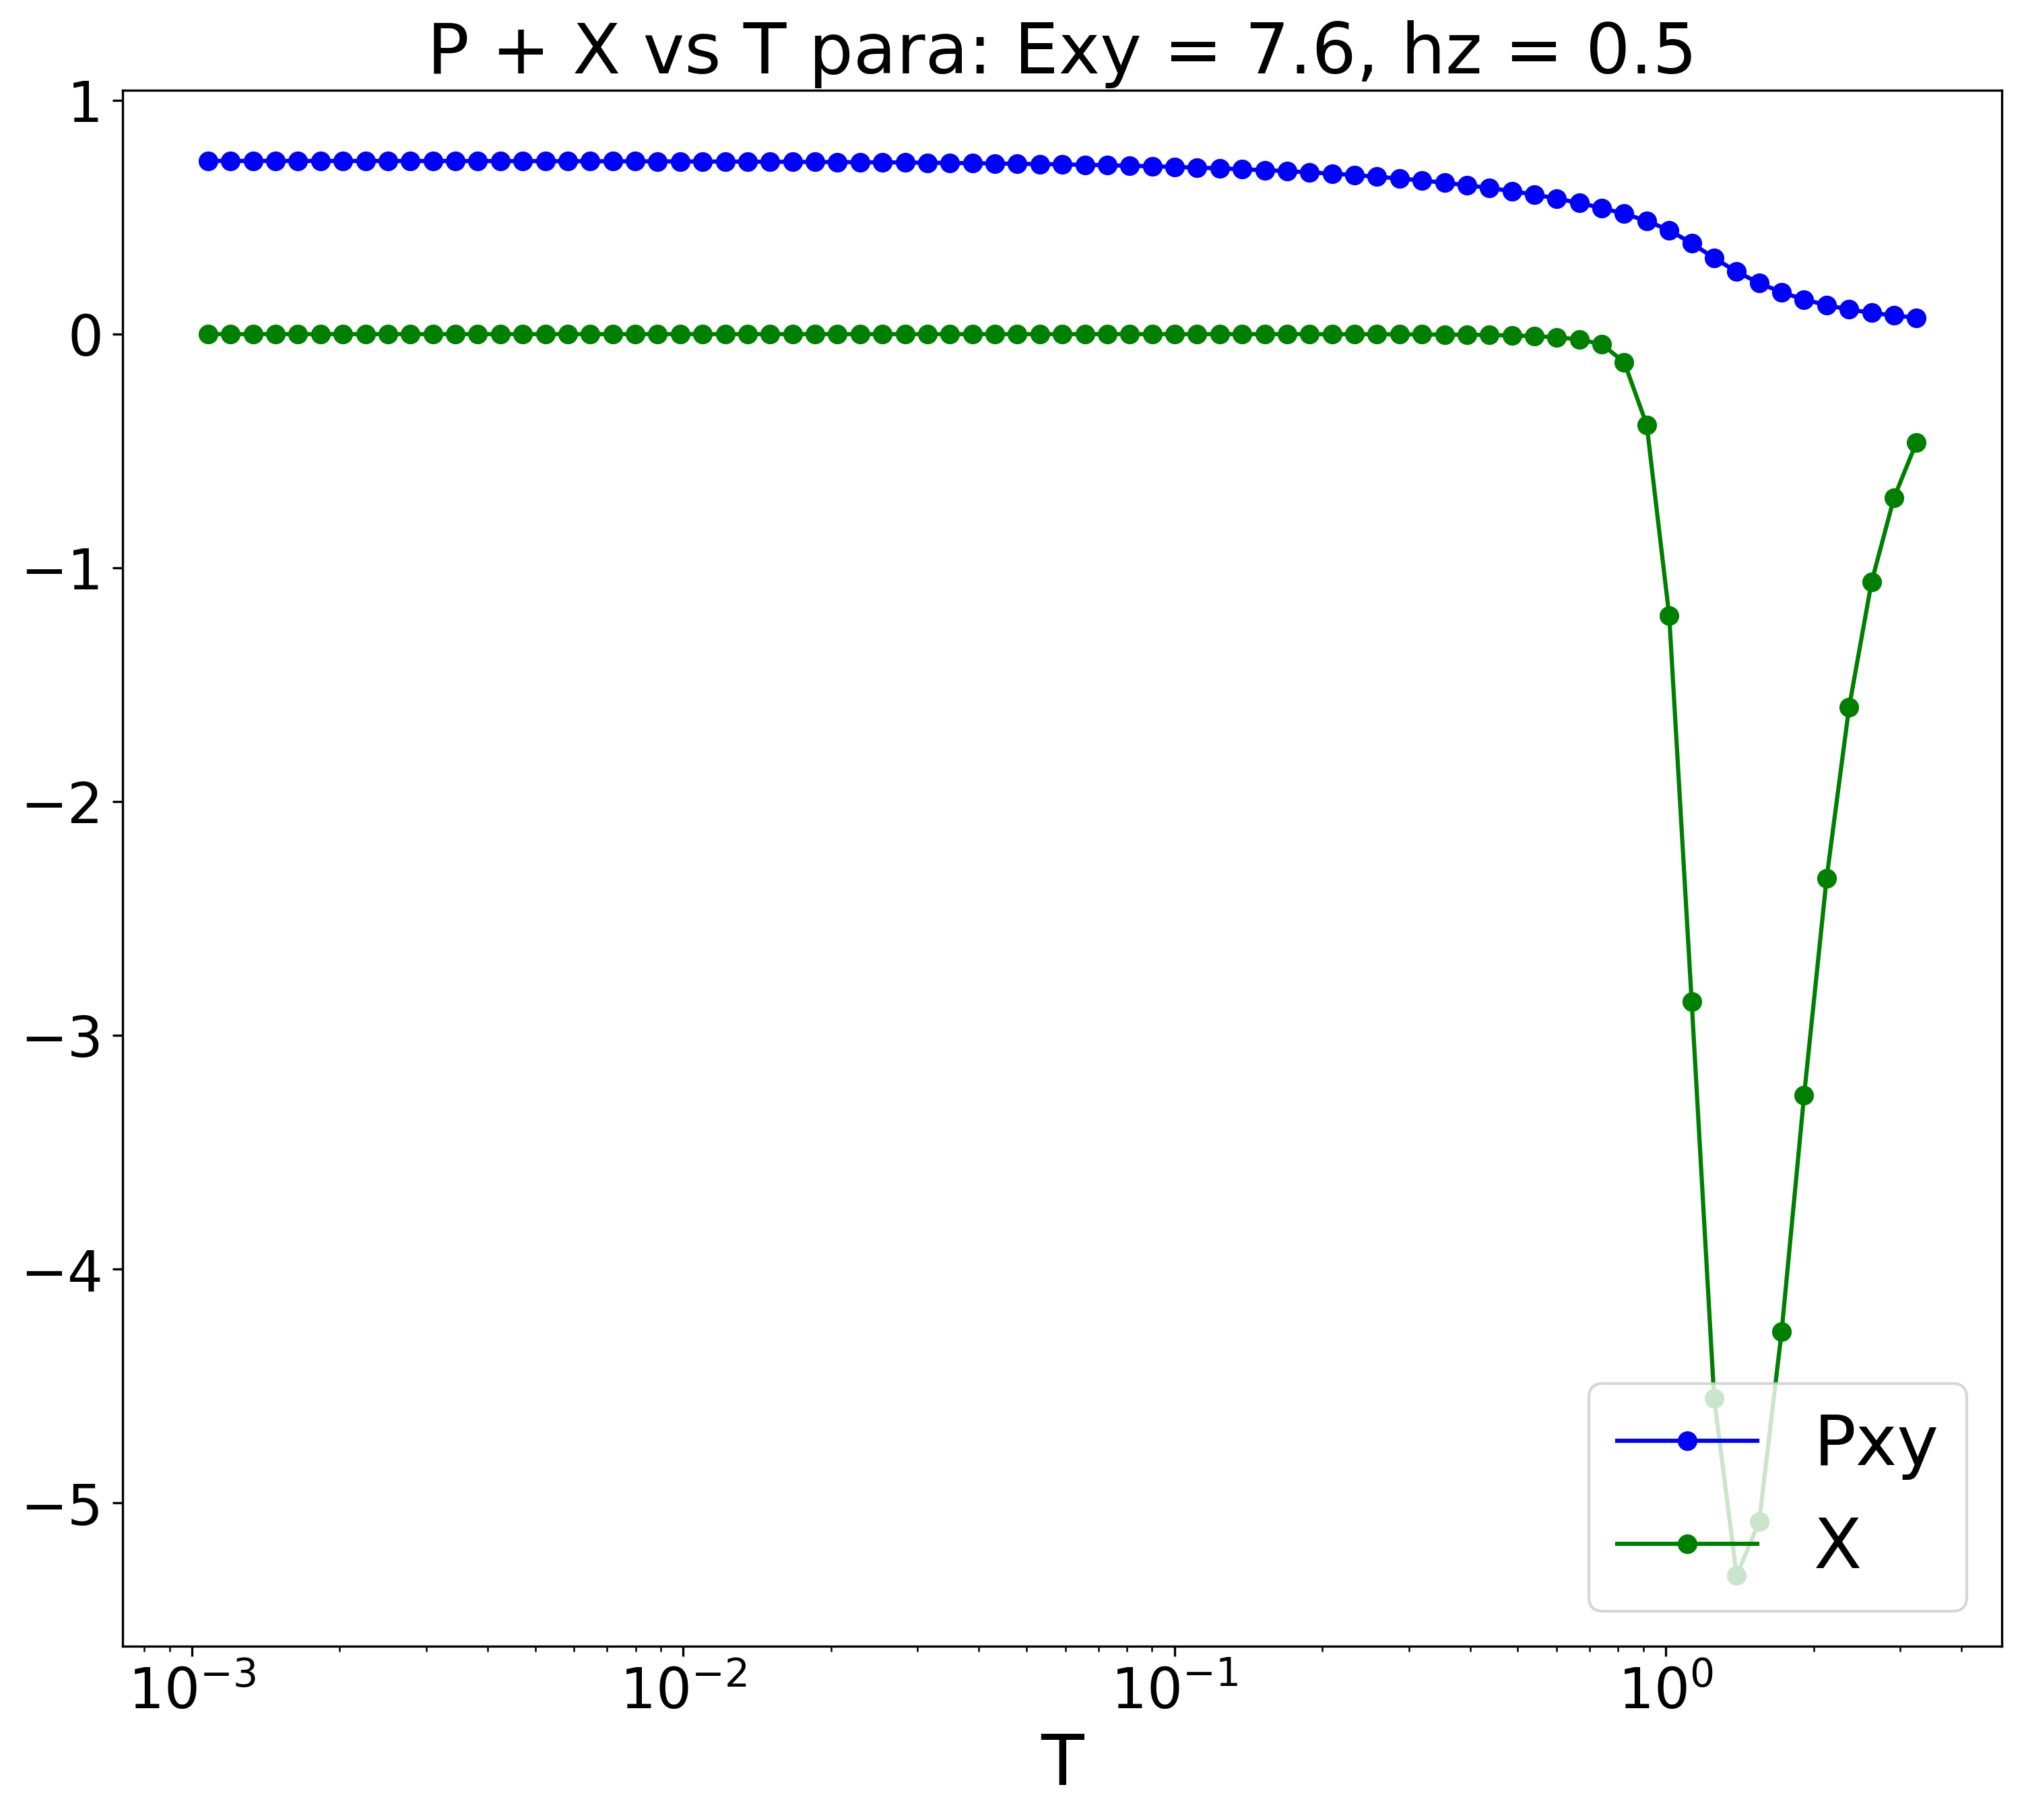 P + X vs T para: Exy = 7.6, hz = 0.5
1
0
−1
−2
−3
−4
−5
Pxy
X
10⁻³ 10⁻² 10⁻¹ 10⁰
T